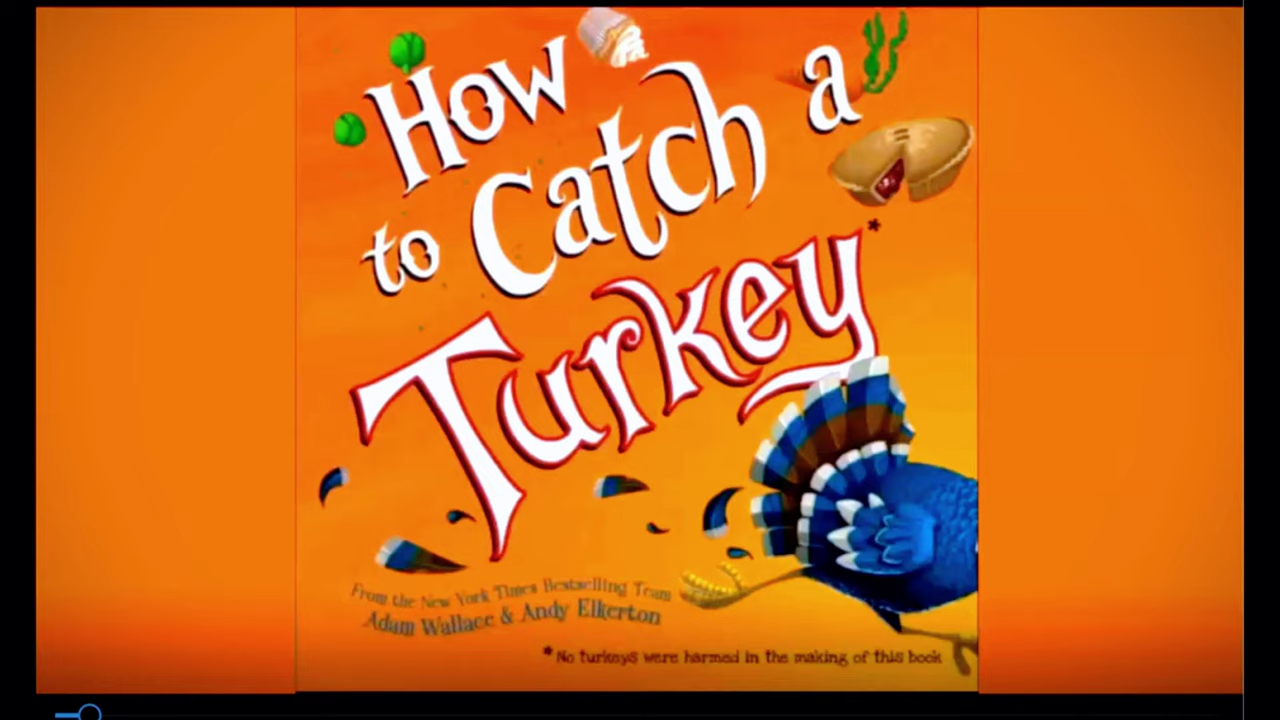 How
to Catch a
Turkey*
From the New York Times Bestselling Team
Adam Wallace & Andy Elkerton
*No turkeys were harmed in the making of this book